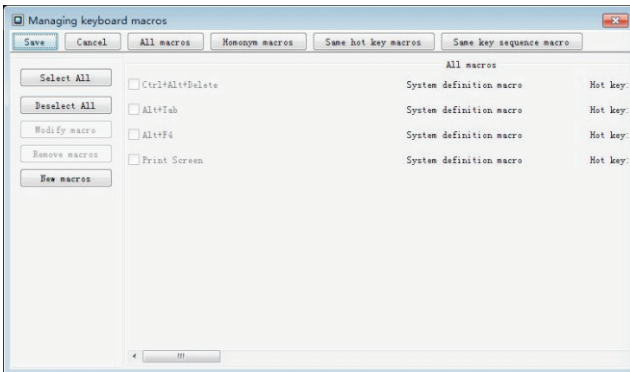 Managing keyboard macros
Save Cancel All macros Homonym macros Same hot key macros Same key sequence macro
All macros
Select All
Ctrl+Alt+Delete System definition macro Hot key:
Deselect All
Alt+Tab System definition macro Hot key:
Modify macro
Alt+F4 System definition macro Hot key:
Remove macros
Print Screen System definition macro Hot key:
New macros